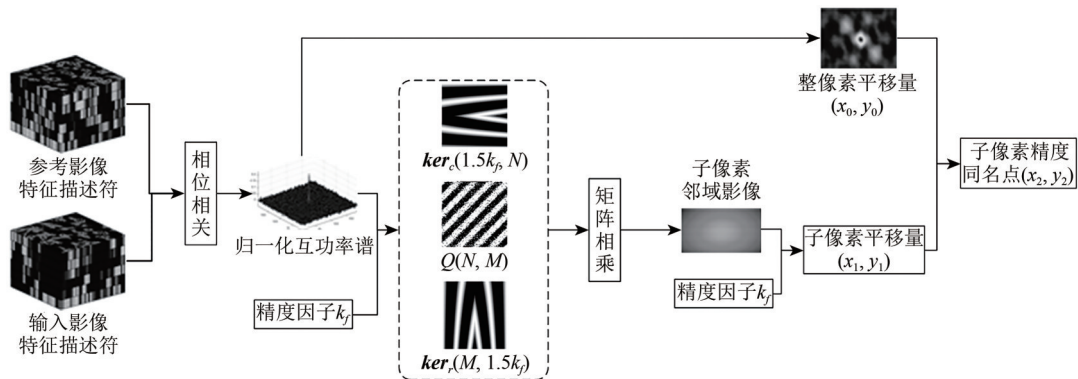 参考影像
特征描述符
输入影像
特征描述符
相位
相关
归一化互功率谱
精度因子k_f
ker_c(1.5k_f, N)
Q(N, M)
ker_r(M, 1.5k_f)
矩阵
相乘
子像素
邻域影像
精度因子k_f
整像素平移量
(x_0, y_0)
子像素平移量
(x_1, y_1)
子像素精度
同名点(x_2, y_2)